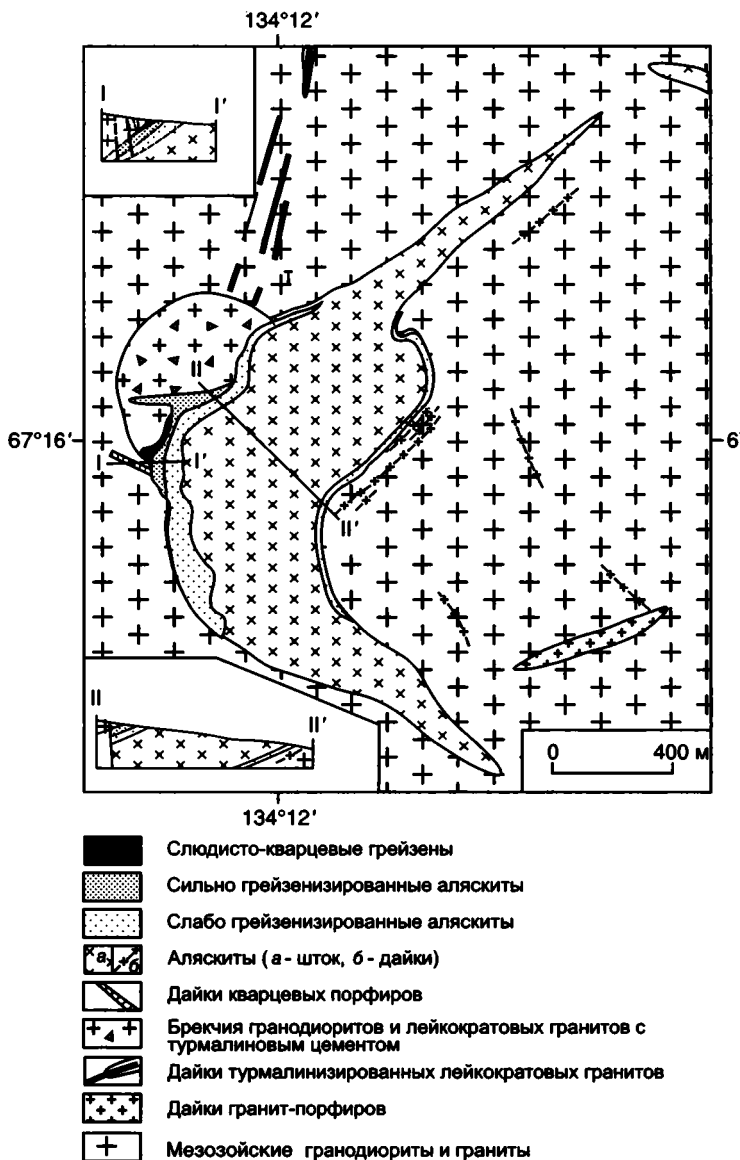 134°12′
I
I′
т
II
67°16′
67
I
I′
II′
II
II′
0
400 м
134°12′
Слюдисто-кварцевые грейзены
Сильно грейзенизированные аляскиты
Слабо грейзенизированные аляскиты
а
б
Аляскиты (а - шток, б - дайки)
Дайки кварцевых порфиров
Брекчия гранодиоритов и лейкократовых гранитов с
турмалиновым цементом
Дайки турмалинизированных лейкократовых гранитов
Дайки гранит-порфиров
Мезозойские гранодиориты и граниты